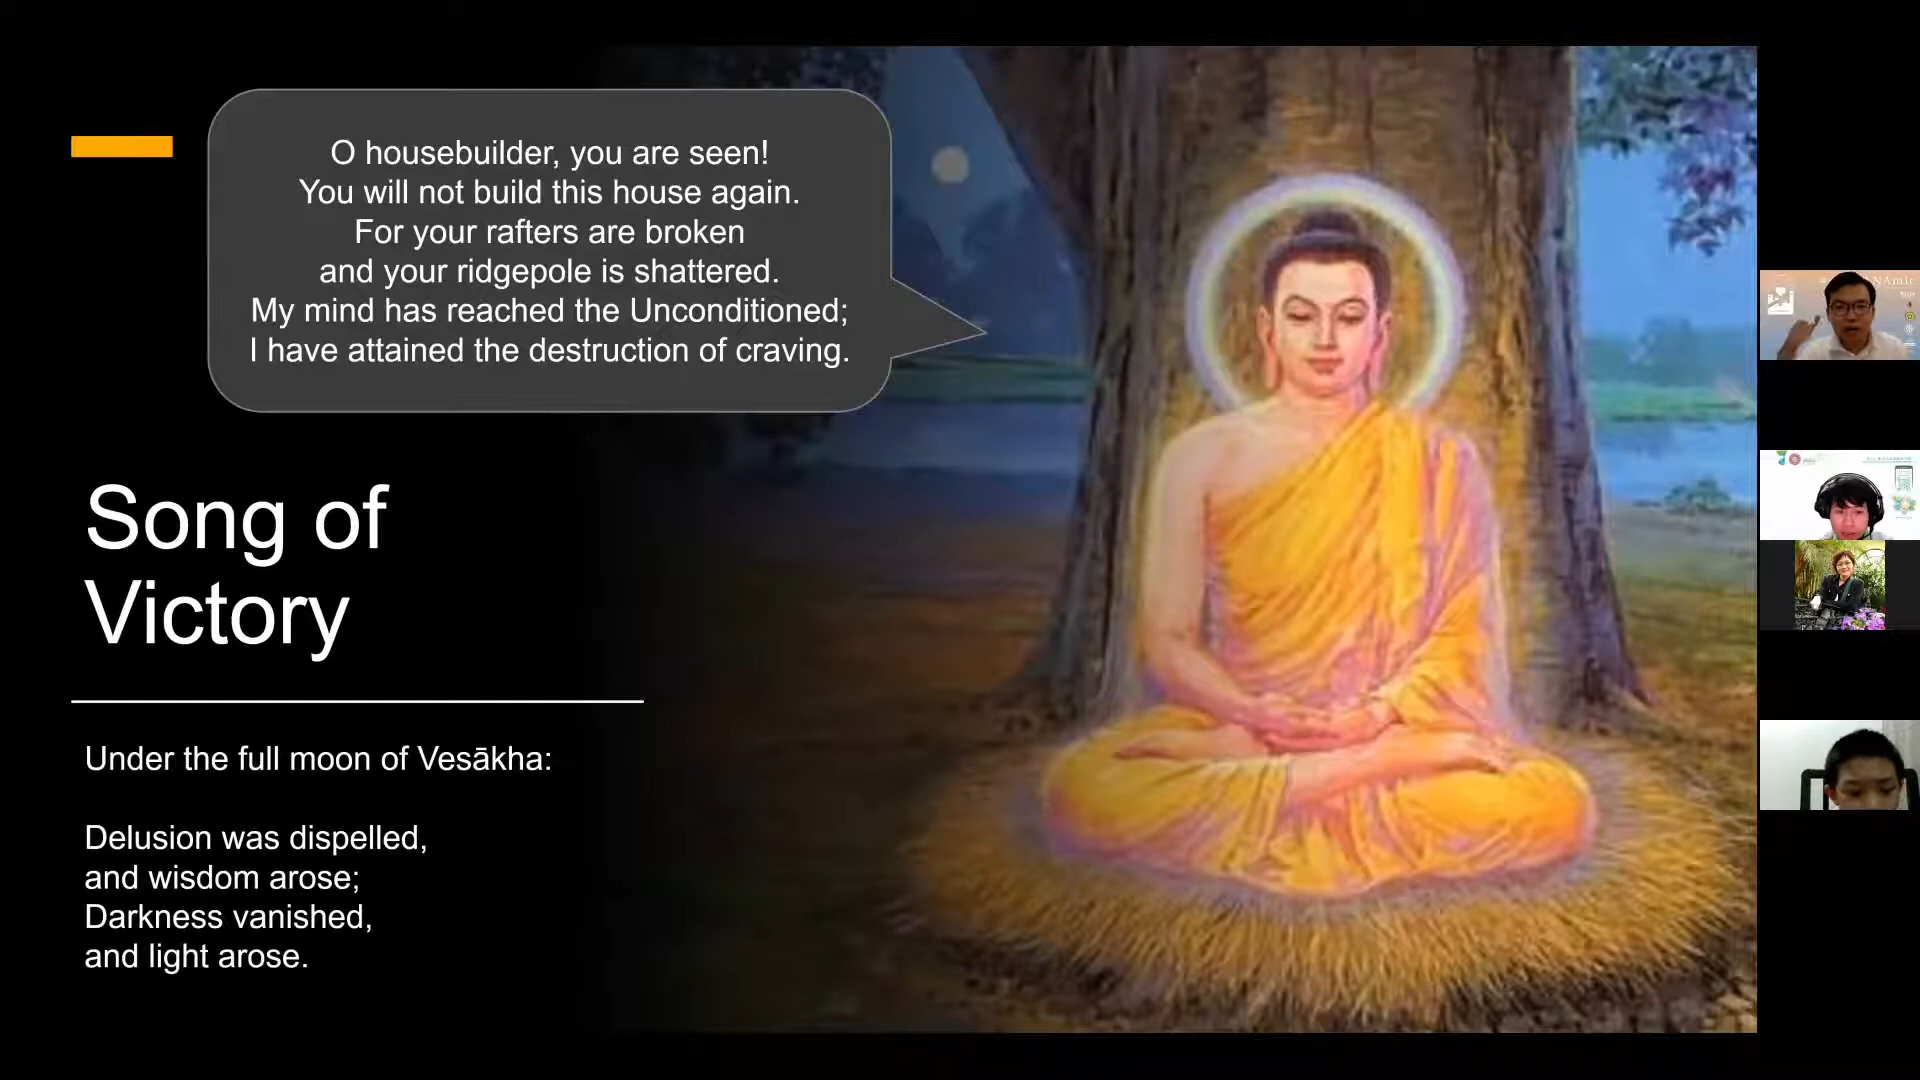 O housebuilder, you are seen!
You will not build this house again.
For your rafters are broken
and your ridgepole is shattered.
My mind has reached the Unconditioned;
I have attained the destruction of craving.
Song of
Victory
Under the full moon of Vesākha:
Delusion was dispelled,
and wisdom arose;
Darkness vanished,
and light arose.